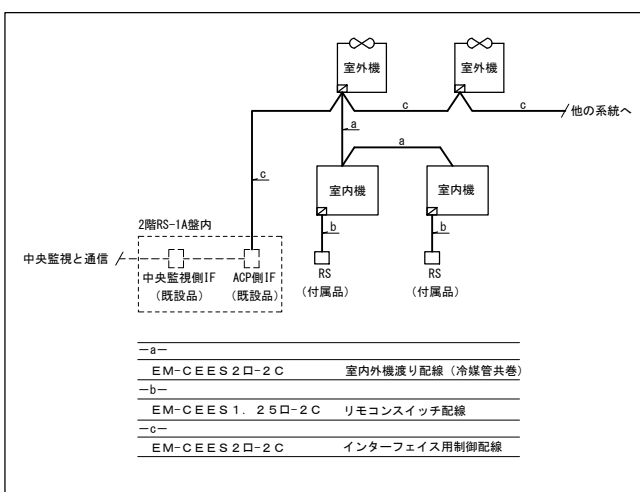 室外機
室外機
c
c
他の系統へ
a
a
c
室内機
室内機
2階RS-1A盤内
b
b
中央監視と通信
中央監視側IF
(既設品)
ACP側IF
(既設品)
RS
(付属品)
RS
(付属品)
-a-
EM-CEES2ロ-2C 室内外機渡り配線(冷媒管共巻)
-b-
EM-CEES1.25ロ-2C リモコンスイッチ配線
-c-
EM-CEES2ロ-2C インターフェイス用制御配線